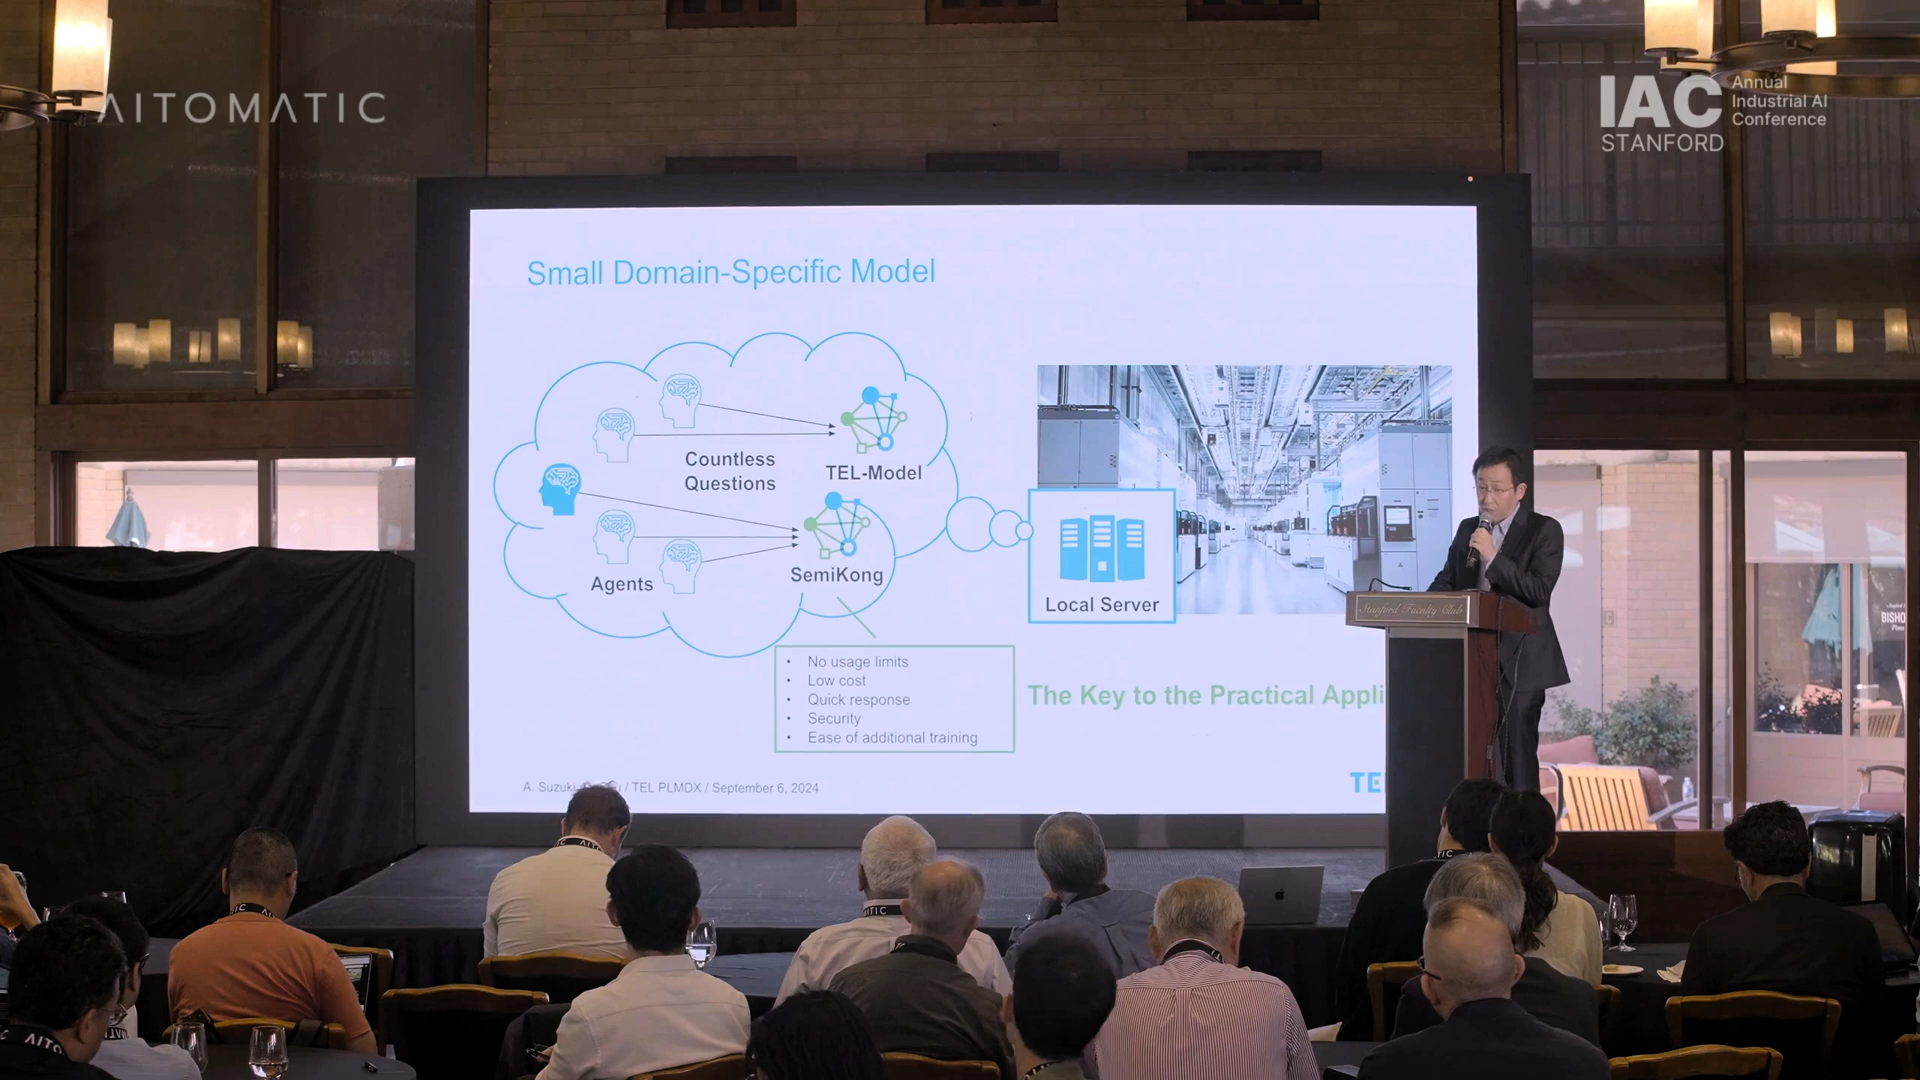 AITOMATIC
IAC
Annual
Industrial AI
Conference
STANFORD
Small Domain-Specific Model
Countless
Questions
TEL-Model
Agents
SemiKong
Local Server
• No usage limits
• Low cost
• Quick response
• Security
• Ease of additional training
The Key to the Practical Appli
A. Suzuki / TEL PLMDX / September 6, 2024
TE
Stanford Faculty Club
BISHO